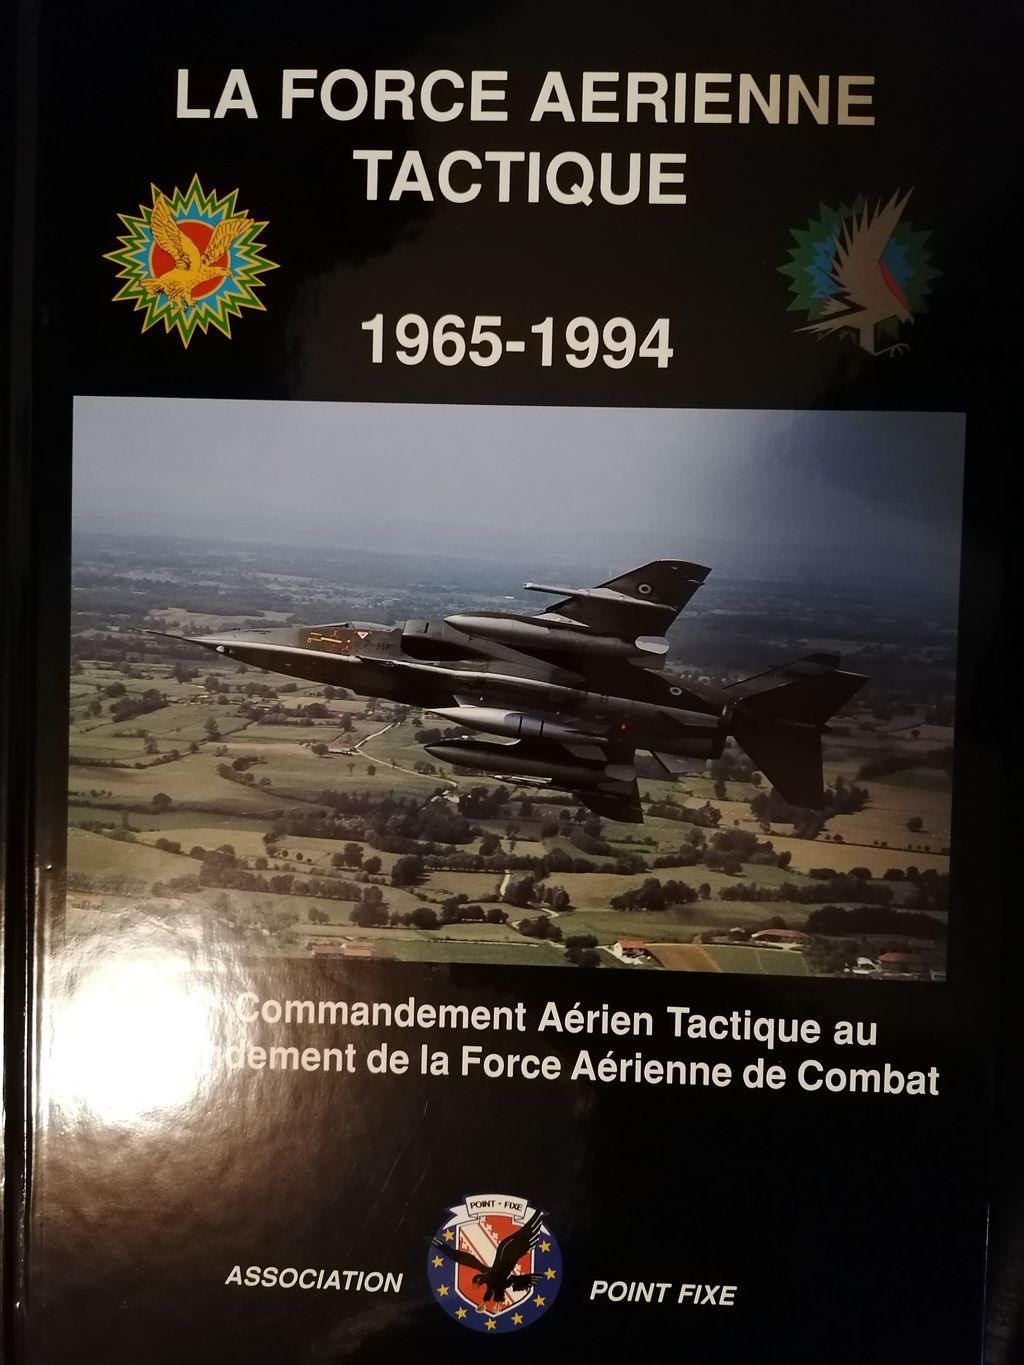 LA FORCE AERIENNE
TACTIQUE
1965-1994
Commandement Aérien Tactique au
de la Force Aérienne de Combat
POINT • FIXE
ASSOCIATION
POINT FIXE